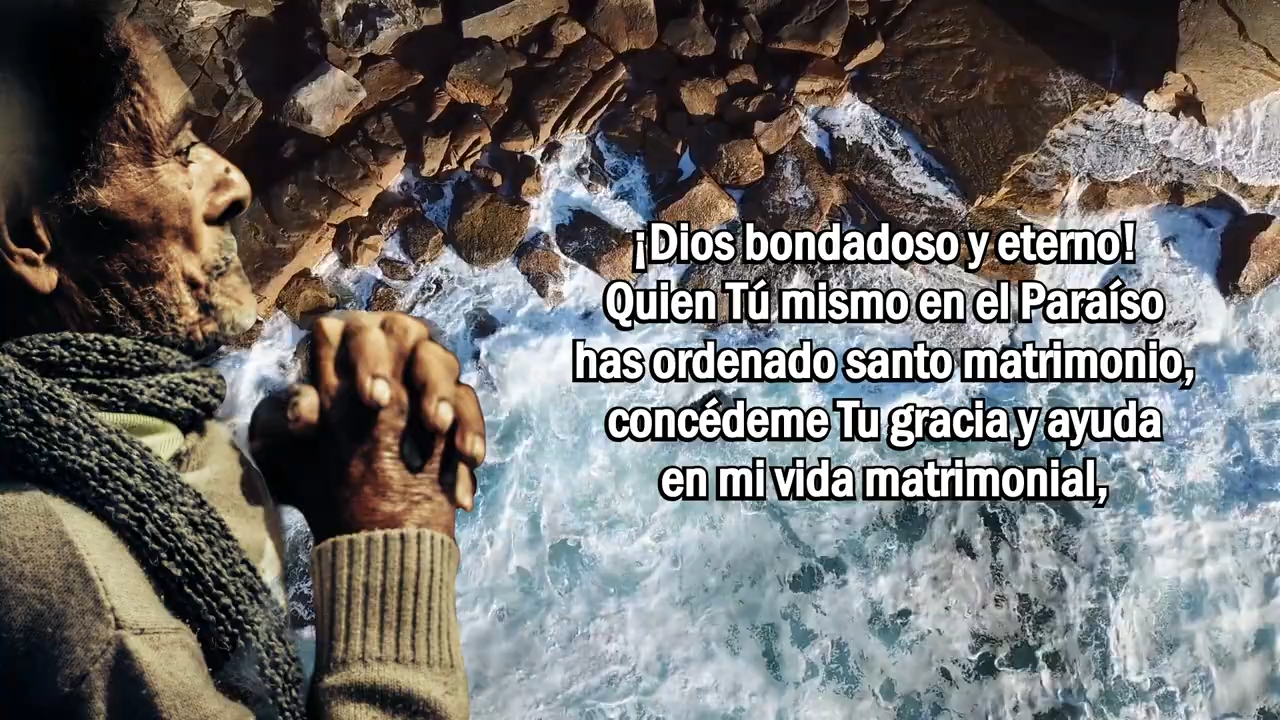 ¡Dios bondadoso y eterno!
Quien Tú mismo en el Paraíso
has ordenado santo matrimonio,
concédeme Tu gracia y ayuda
en mi vida matrimonial,